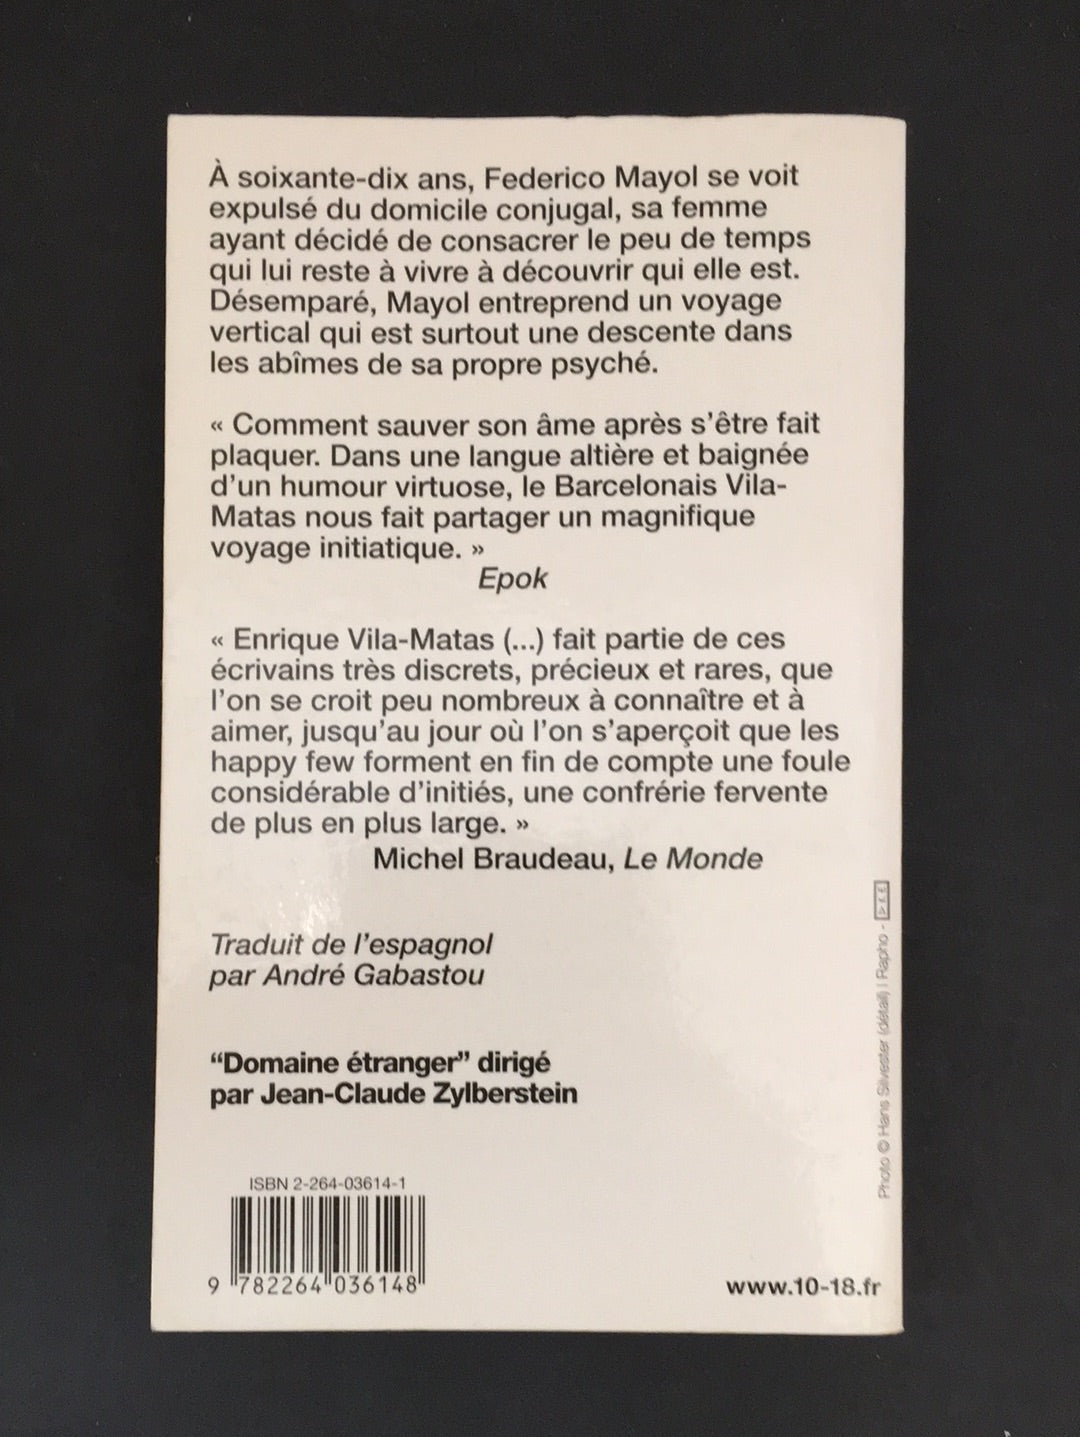 À soixante-dix ans, Federico Mayol se voit
expulsé du domicile conjugal, sa femme
ayant décidé de consacrer le peu de temps
qui lui reste à vivre à découvrir qui elle est.
Désemparé, Mayol entreprend un voyage
vertical qui est surtout une descente dans
les abîmes de sa propre psyché.
« Comment sauver son âme après s'être fait
plaquer. Dans une langue altière et baignée
d'un humour virtuose, le Barcelonais Vila-
Matas nous fait partager un magnifique
voyage initiatique. »
Epok
« Enrique Vila-Matas (...) fait partie de ces
écrivains très discrets, précieux et rares, que
l'on se croit peu nombreux à connaître et à
aimer, jusqu'au jour où l'on s'aperçoit que les
happy few forment en fin de compte une foule
considérable d'initiés, une confrérie fervente
de plus en plus large. »
Michel Braudeau, Le Monde
Traduit de l'espagnol
par André Gabastou
“Domaine étranger” dirigé
par Jean-Claude Zylberstein
ISBN 2-264-03614-1
9 782264 036148
www.10-18.fr
Photo © Hans Silvester (détail) | Rapho -